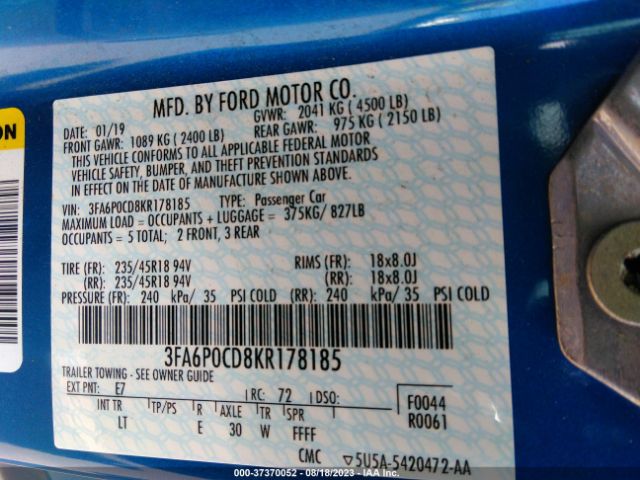 ON
MFD. BY FORD MOTOR CO.
DATE: 01/19 GVWR: 2041 KG ( 4500 LB)
FRONT GAWR: 1089 KG ( 2400 LB) REAR GAWR: 975 KG ( 2150 LB)
THIS VEHICLE CONFORMS TO ALL APPLICABLE FEDERAL MOTOR
VEHICLE SAFETY, BUMPER, AND THEFT PREVENTION STANDARDS
IN EFFECT ON THE DATE OF MANUFACTURE SHOWN ABOVE.
VIN: 3FA6P0CD8KR178185 TYPE: Passenger Car
MAXIMUM LOAD = OCCUPANTS + LUGGAGE = 375KG/ 827LB
OCCUPANTS = 5 TOTAL; 2 FRONT, 3 REAR
TIRE (FR): 235/45R18 94V RIMS (FR): 18x8.0J
(RR): 235/45R18 94V (RR): 18x8.0J
PRESSURE (FR): 240 kPa/ 35 PSI COLD (RR): 240 kPa/ 35 PSI COLD
3FA6P0CD8KR178185
TRAILER TOWING - SEE OWNER GUIDE
EXT PNT: E7 RC: 72 DSO: F0044
INT TR TP/PS R AXLE TR SPR R0061
LT E 30 W FFFF
CMC ▽5U5A-5420472-AA
000-37370052 - 08/18/2023 - IAAI.COM